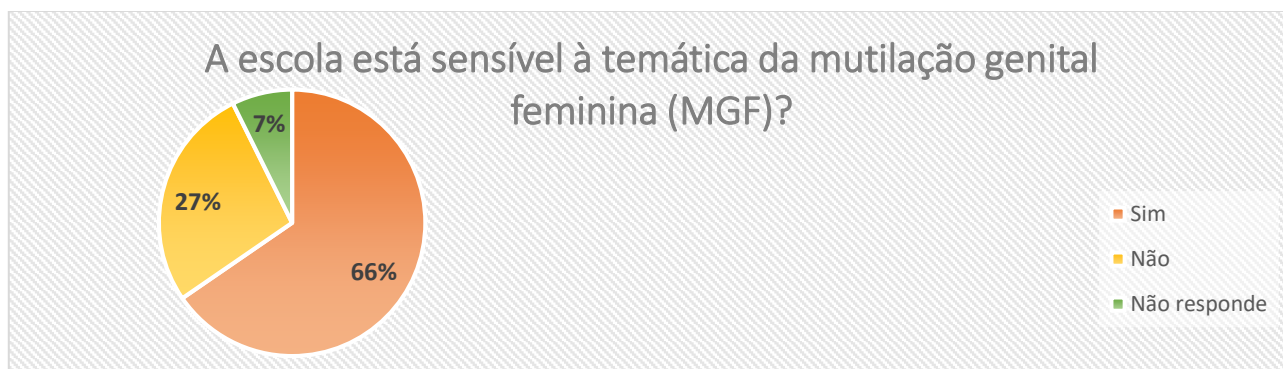 A escola está sensível à temática da mutilação genital
feminina (MGF)?
7%
27%
66%
Sim
Não
Não responde